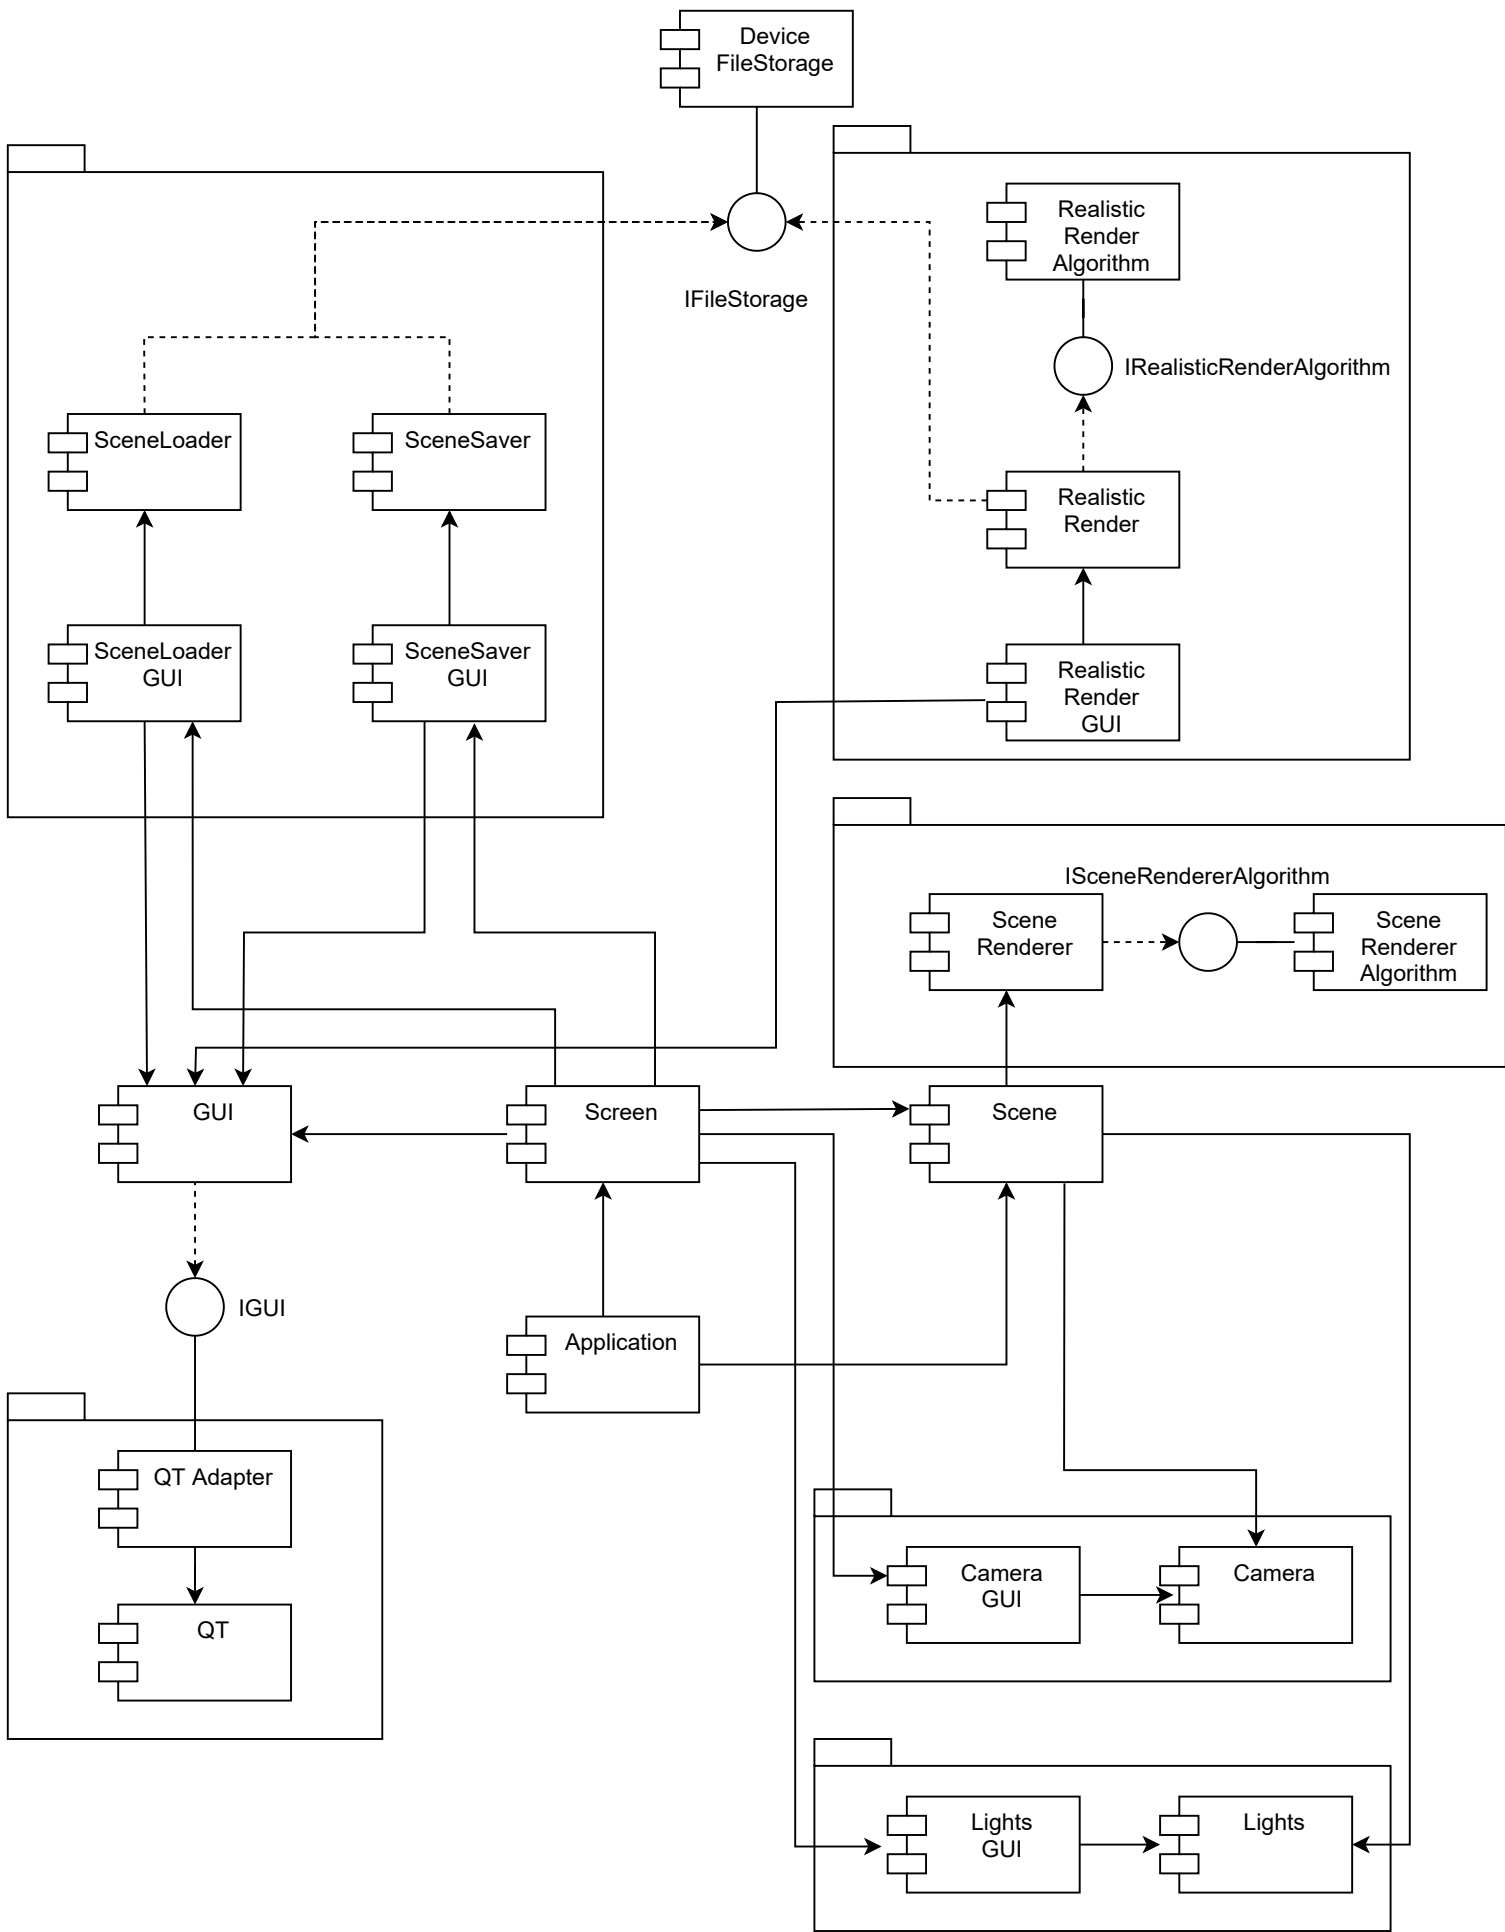 Device
FileStorage
IFileStorage
Realistic
Render
Algorithm
IRealisticRenderAlgorithm
SceneLoader
SceneSaver
Realistic
Render
SceneLoader
GUI
SceneSaver
GUI
Realistic
Render
GUI
ISceneRendererAlgorithm
Scene
Renderer
Scene
Renderer
Algorithm
GUI
Screen
Scene
IGUI
Application
QT Adapter
QT
Camera
GUI
Camera
Lights
GUI
Lights